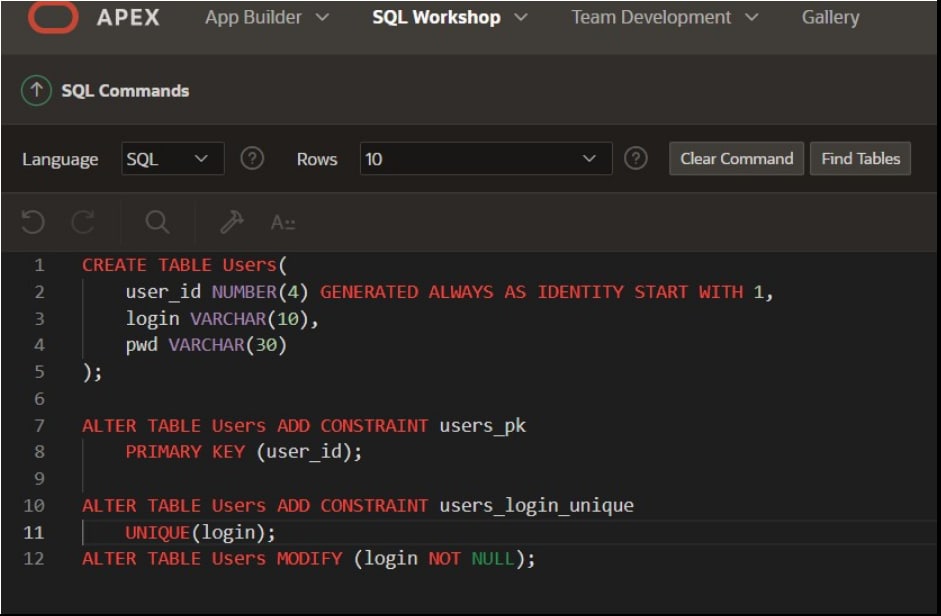 APEX App Builder SQL Workshop Team Development Gallery
SQL Commands
Language SQL ? Rows 10 ? Clear Command Find Tables
A
1 CREATE TABLE Users(
2 user_id NUMBER(4) GENERATED ALWAYS AS IDENTITY START WITH 1,
3 login VARCHAR(10),
4 pwd VARCHAR(30)
5 );
6
7 ALTER TABLE Users ADD CONSTRAINT users_pk
8 PRIMARY KEY (user_id);
9
10 ALTER TABLE Users ADD CONSTRAINT users_login_unique
11 UNIQUE(login);
12 ALTER TABLE Users MODIFY (login NOT NULL);